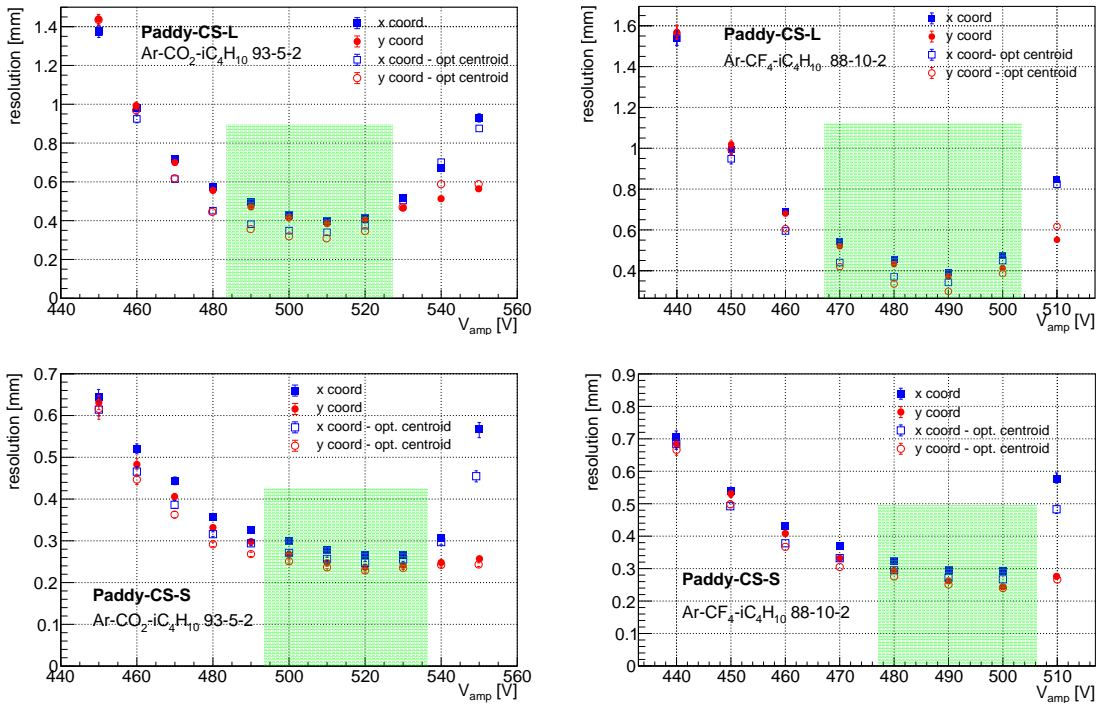 resolution [mm]
1.4
1.2
1
0.8
0.6
0.4
0.2
0
Paddy-CS-L
Ar-CO₂-iC₄H₁₀ 93-5-2
x coord
y coord
x coord - opt centroid
y coord - opt centroid
440 460 480 500 520 540 560
V_amp [V]
resolution [mm]
1.6
1.4
1.2
1
0.8
0.6
0.4
Paddy-CS-L
Ar-CF₄-iC₄H₁₀ 88-10-2
x coord
y coord
x coord- opt centroid
y coord - opt centroid
440 450 460 470 480 490 500 510
V_amp [V]
resolution [mm]
0.7
0.6
0.5
0.4
0.3
0.2
0.1
0
x coord
y coord
x coord - opt. centroid
y coord - opt. centroid
Paddy-CS-S
Ar-CO₂-iC₄H₁₀ 93-5-2
440 460 480 500 520 540 560
V_amp [V]
resolution [mm]
0.9
0.8
0.7
0.6
0.5
0.4
0.3
0.2
0.1
0
x coord
y coord
x coord - opt. centroid
y coord - opt. centroid
Paddy-CS-S
Ar-CF₄-iC₄H₁₀ 88-10-2
440 450 460 470 480 490 500 510
V_amp [V]